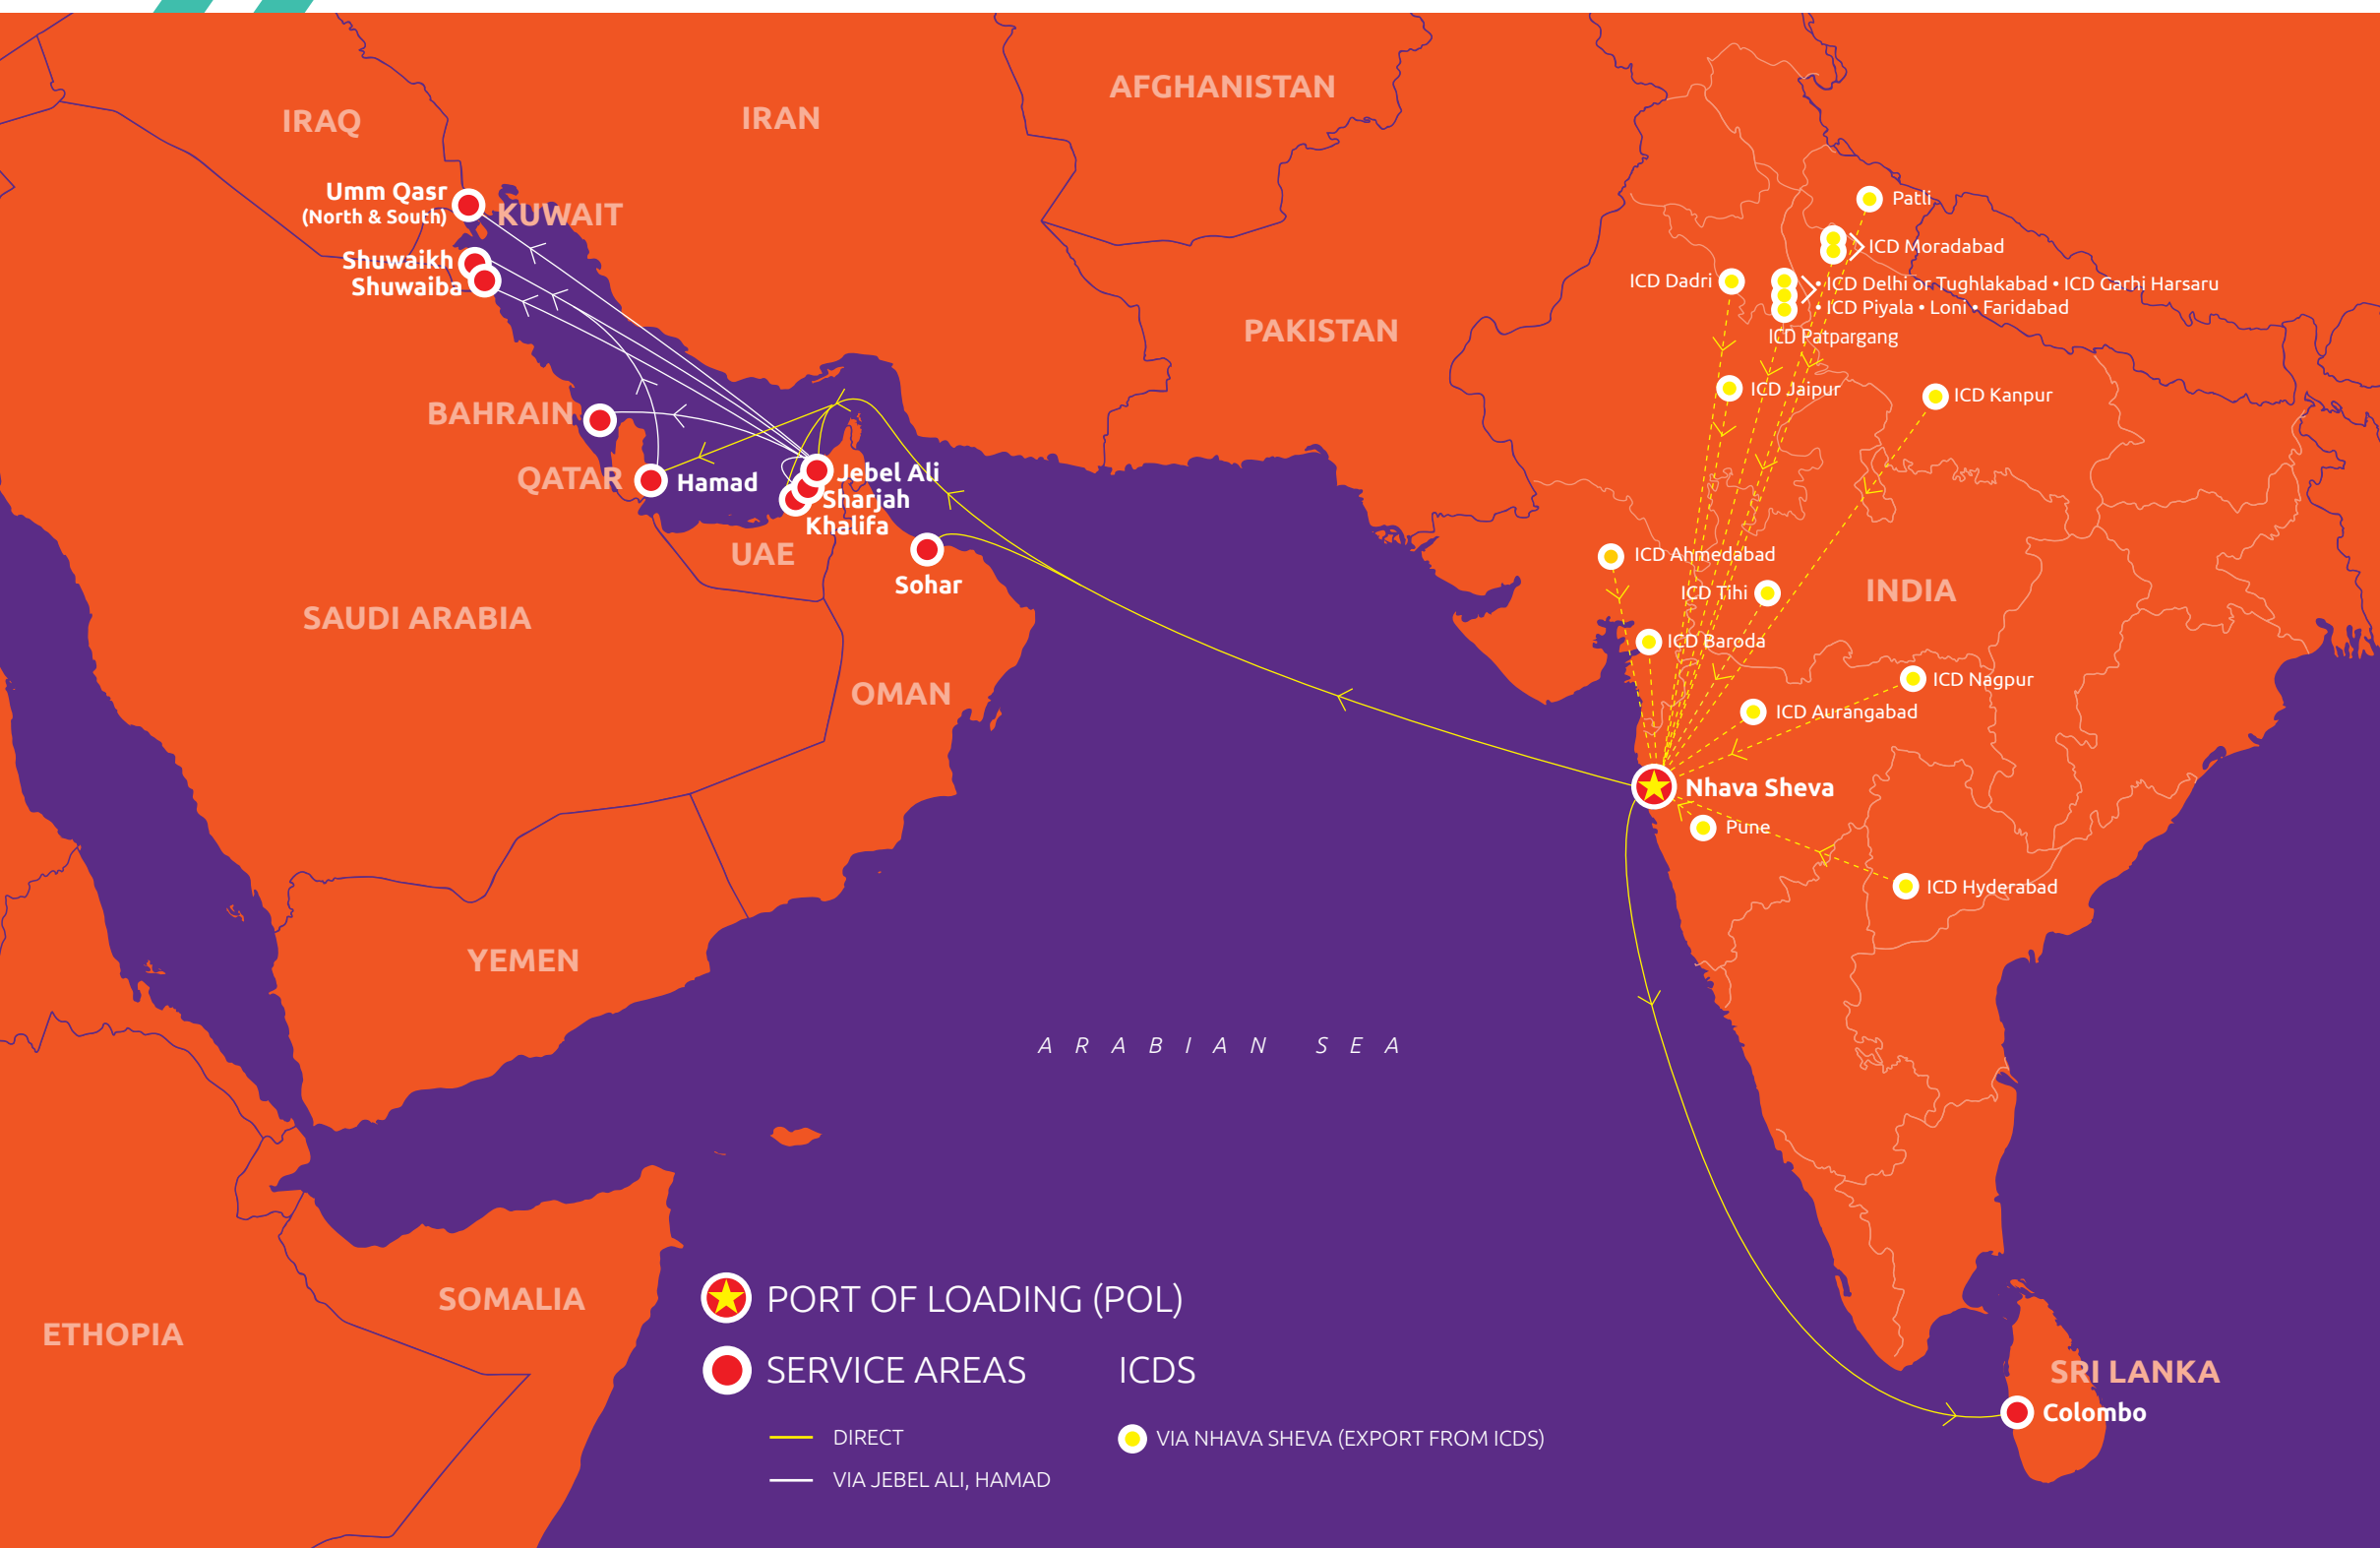 IRAQ
IRAN
AFGHANISTAN
Umm Qasr
(North & South)
KUWAIT
Shuwaikh
Shuwaiba
PAKISTAN
BAHRAIN
QATAR
Hamad
Jebel Ali
Sharjah
Khalifa
UAE
Sohar
SAUDI ARABIA
OMAN
YEMEN
Patli
ICD Moradabad
ICD Dadri
• ICD Delhi or Tughlakabad • ICD Garhi Harsaru
• ICD Piyala • Loni • Faridabad
ICD Patpargang
ICD Jaipur
ICD Kanpur
ICD Ahmedabad
ICD Tihi
INDIA
ICD Baroda
ICD Nagpur
ICD Aurangabad
Nhava Sheva
Pune
ICD Hyderabad
ARABIAN SEA
SOMALIA
ETHOPIA
SRI LANKA
Colombo
PORT OF LOADING (POL)
SERVICE AREAS
ICDS
DIRECT
VIA NHAVA SHEVA (EXPORT FROM ICDS)
VIA JEBEL ALI, HAMAD